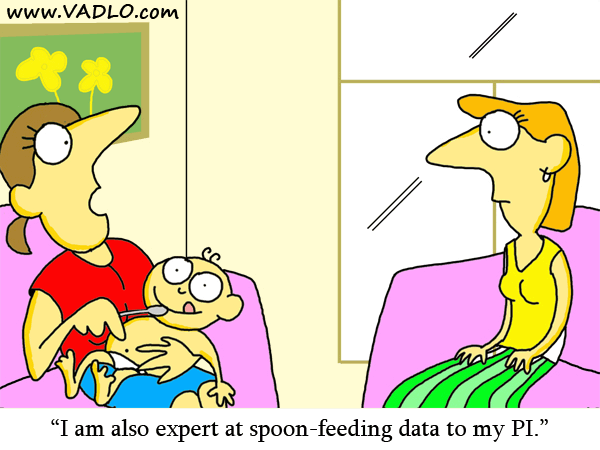 www.VADLO.com
“I am also expert at spoon-feeding data to my PI.”